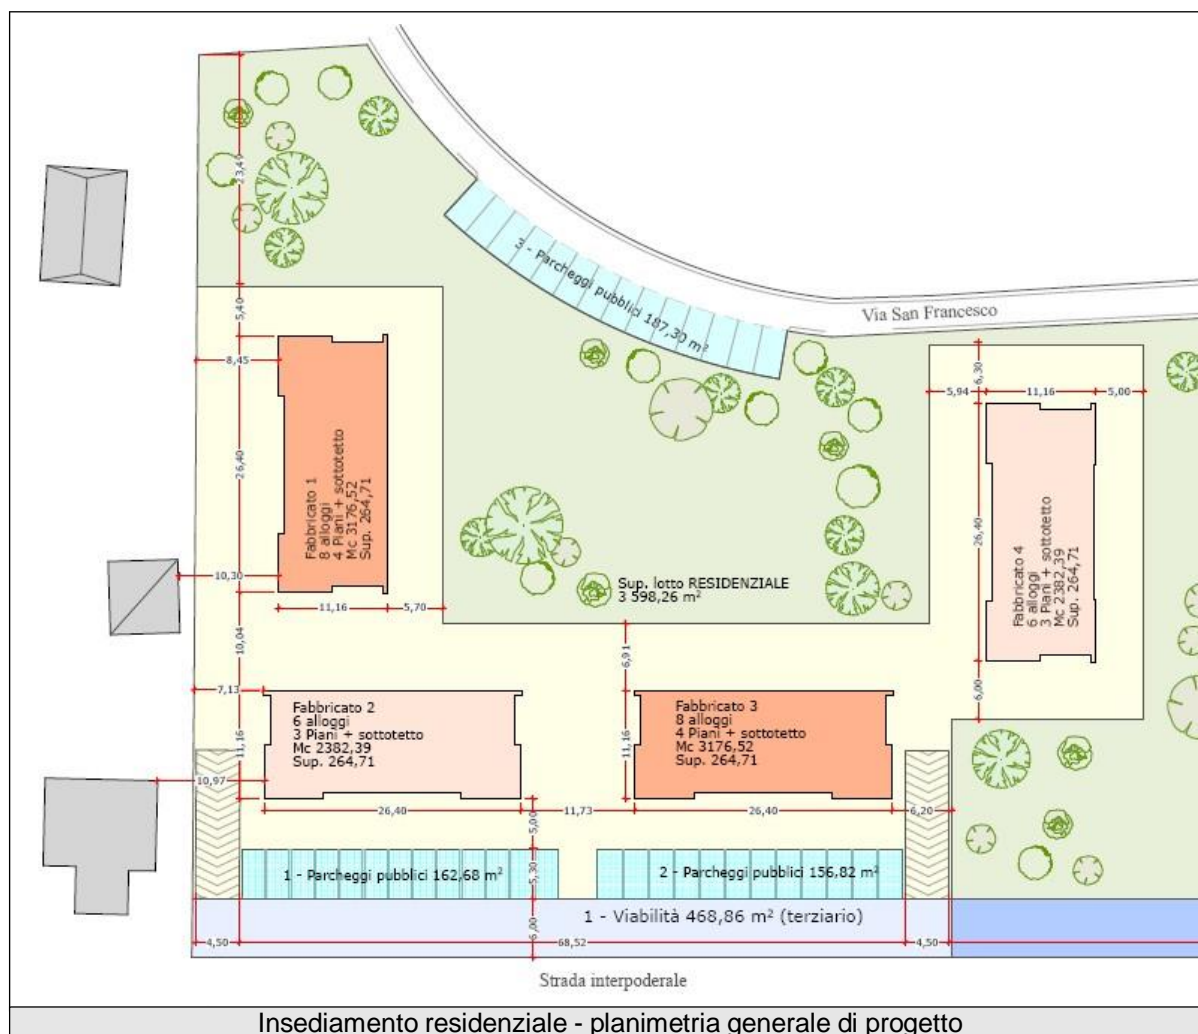 23,40
3 - Parcheggi pubblici 187,30 m²
Via San Francesco
5,40
8,45
6,30
5,94
11,16
5,00
26,40
Fabbricato 1
8 alloggi
4 Piani + sottotetto
Mc 3176,52
Sup. 264,71
26,40
Fabbricato 4
6 alloggi
3 Piani + sottotetto
Mc 2382,39
Sup. 264,71
10,30
Sup. lotto RESIDENZIALE
3 598,26 m²
11,16
5,70
10,04
6,91
6,00
7,13
Fabbricato 2
6 alloggi
3 Piani + sottotetto
Mc 2382,39
Sup. 264,71
Fabbricato 3
8 alloggi
4 Piani + sottotetto
Mc 3176,52
Sup. 264,71
11,16
11,16
10,97
26,40
11,73
26,40
6,20
5,00
1 - Parcheggi pubblici 162,68 m²
5,30
2 - Parcheggi pubblici 156,82 m²
1 - Viabilità 468,86 m² (terziario)
6,00
4,50
68,52
4,50
Strada interpoderale
Insediamento residenziale - planimetria generale di progetto